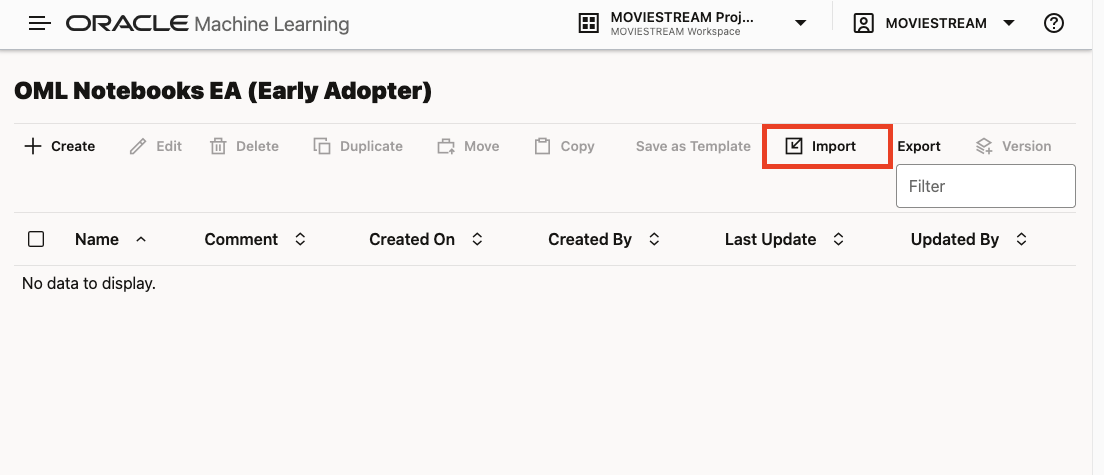 ORACLE Machine Learning
MOVIESTREAM Proj...
MOVIESTREAM Workspace
MOVIESTREAM
?
OML Notebooks EA (Early Adopter)
Create Edit Delete Duplicate Move Copy Save as Template Import Export Version
Filter
Name Comment Created On Created By Last Update Updated By
No data to display.